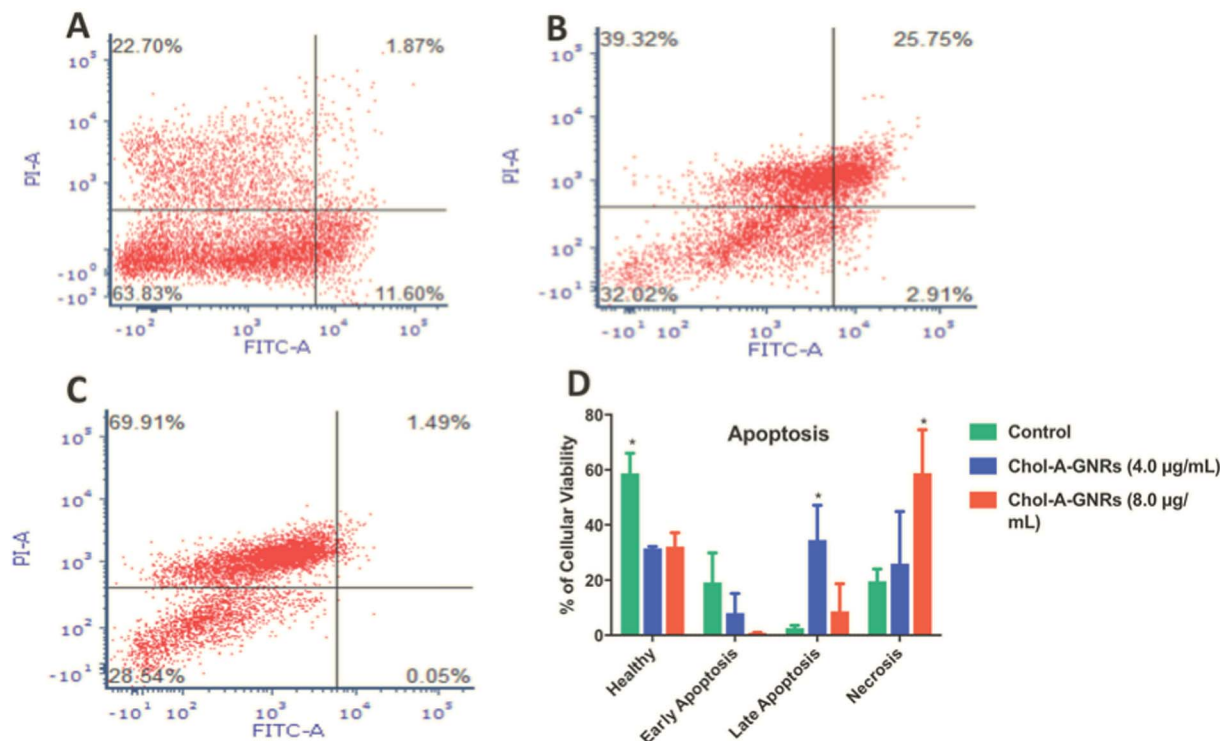 A
22.70%
1.87%
10⁵
10⁴
10³
-10⁰
-10²
PI-A
63.83%
11.60%
-10²
10³
10⁴
10⁵
FITC-A
B
39.32%
25.75%
10⁵
10⁴
10³
10²
-10¹
PI-A
32.02%
2.91%
-10¹
10²
10³
10⁴
10⁵
FITC-A
C
69.91%
1.49%
10⁵
10⁴
10³
10²
-10¹
PI-A
28.54%
0.05%
-10¹
10²
10³
10⁴
10⁵
FITC-A
D
Apoptosis
80
60
40
20
0
% of Cellular Viability
*
*
*
Healthy
Early Apoptosis
Late Apoptosis
Necrosis
Control
Chol-A-GNRs (4.0 µg/mL)
Chol-A-GNRs (8.0 µg/
mL)